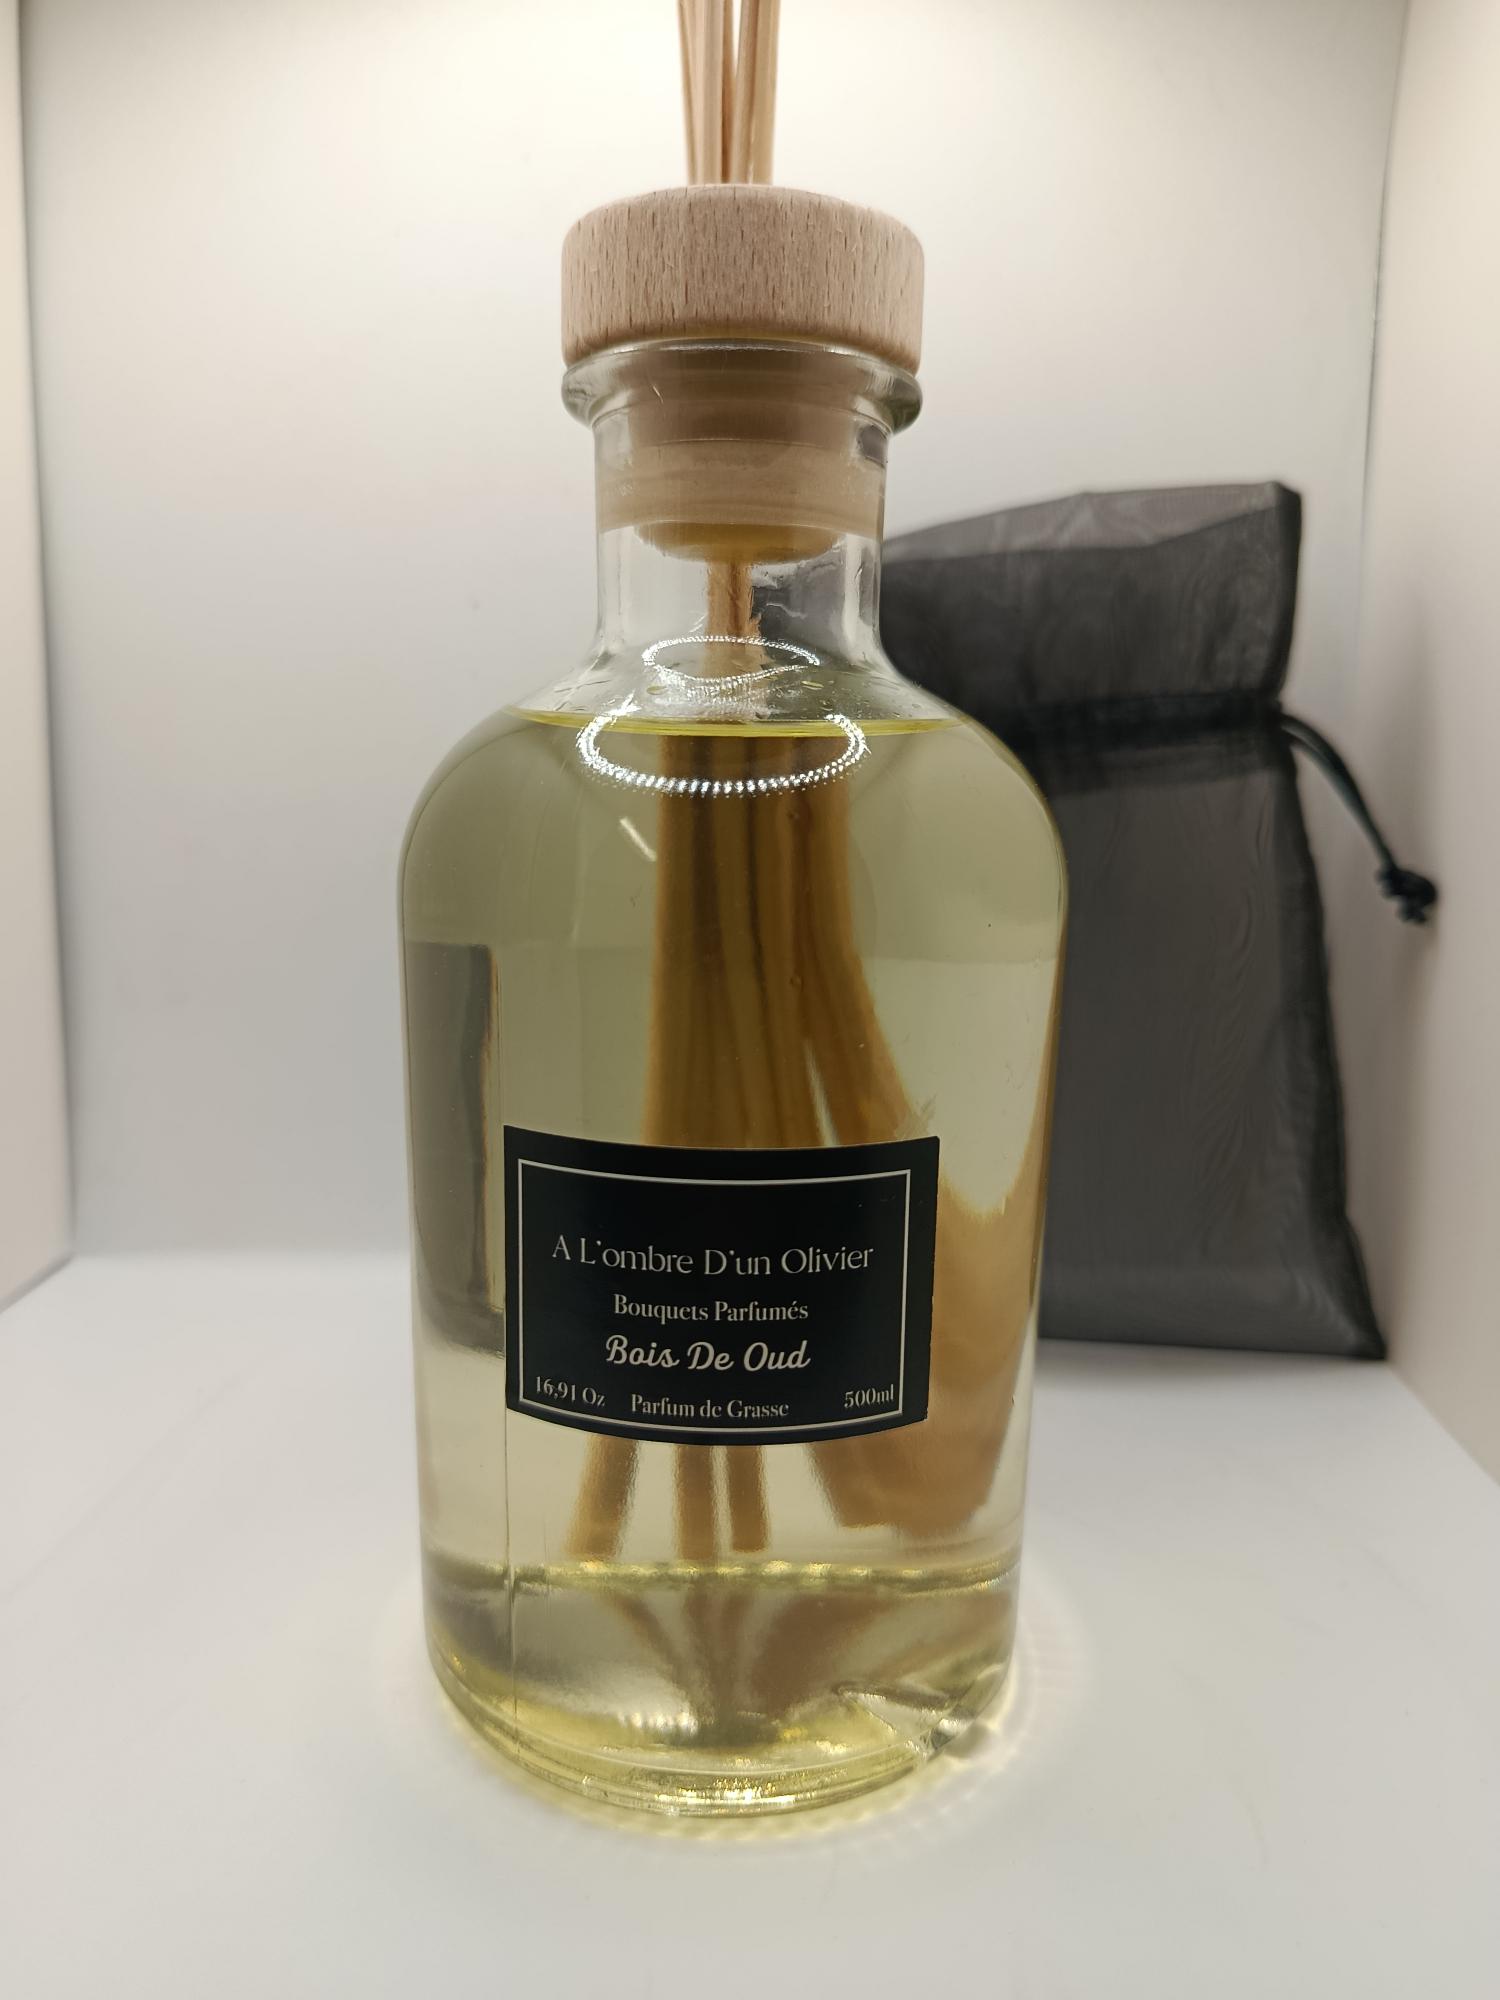 A L'ombre D'un Olivier
Bouquets Parfumés
Bois De Oud
16,91 Oz Parfum de Grasse 500ml